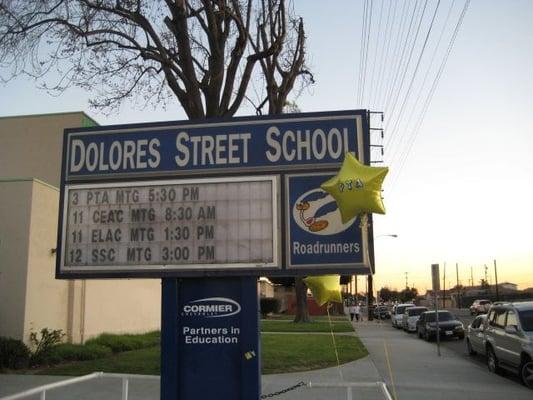 DOLORES STREET SCHOOL
3 PTA MTG 5:30 PM
11 CEAC MTG 8:30 AM
11 ELAC MTG 1:30 PM
12 SSC MTG 3:00 PM
PTA
Roadrunners
CORMIER
CHEVROLET
Partners in
Education